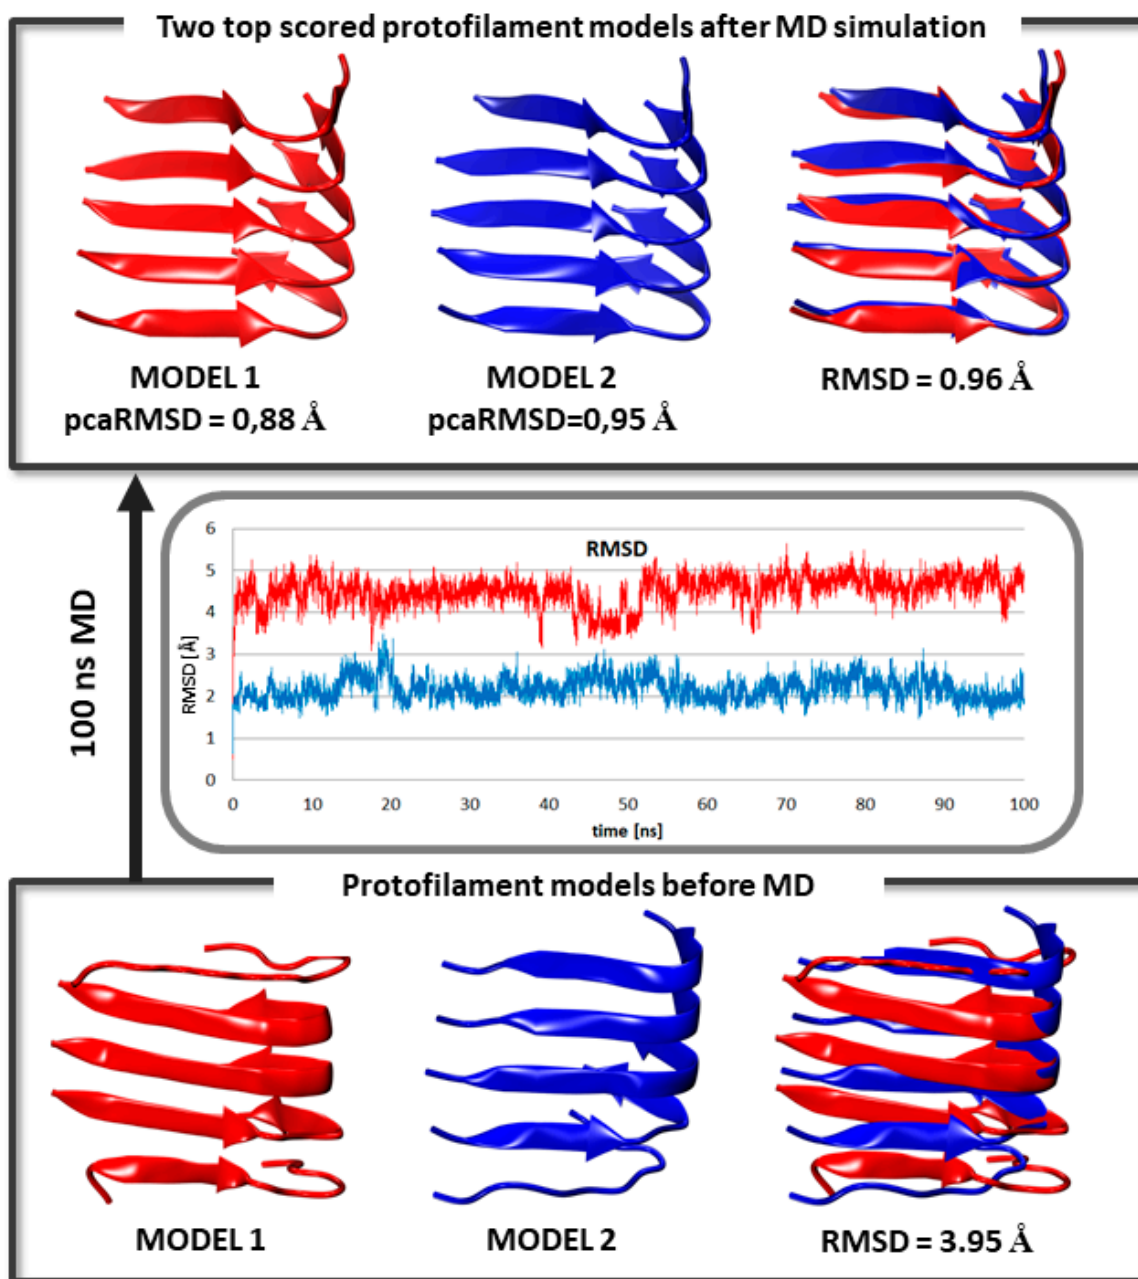 Two top scored protofilament models after MD simulation
MODEL 1
pcaRMSD = 0,88 Å
MODEL 2
pcaRMSD=0,95 Å
RMSD = 0.96 Å
100 ns MD
RMSD
RMSD [Å]
6
5
4
3
2
1
0
0 10 20 30 40 50 60 70 80 90 100
time [ns]
Protofilament models before MD
MODEL 1
MODEL 2
RMSD = 3.95 Å